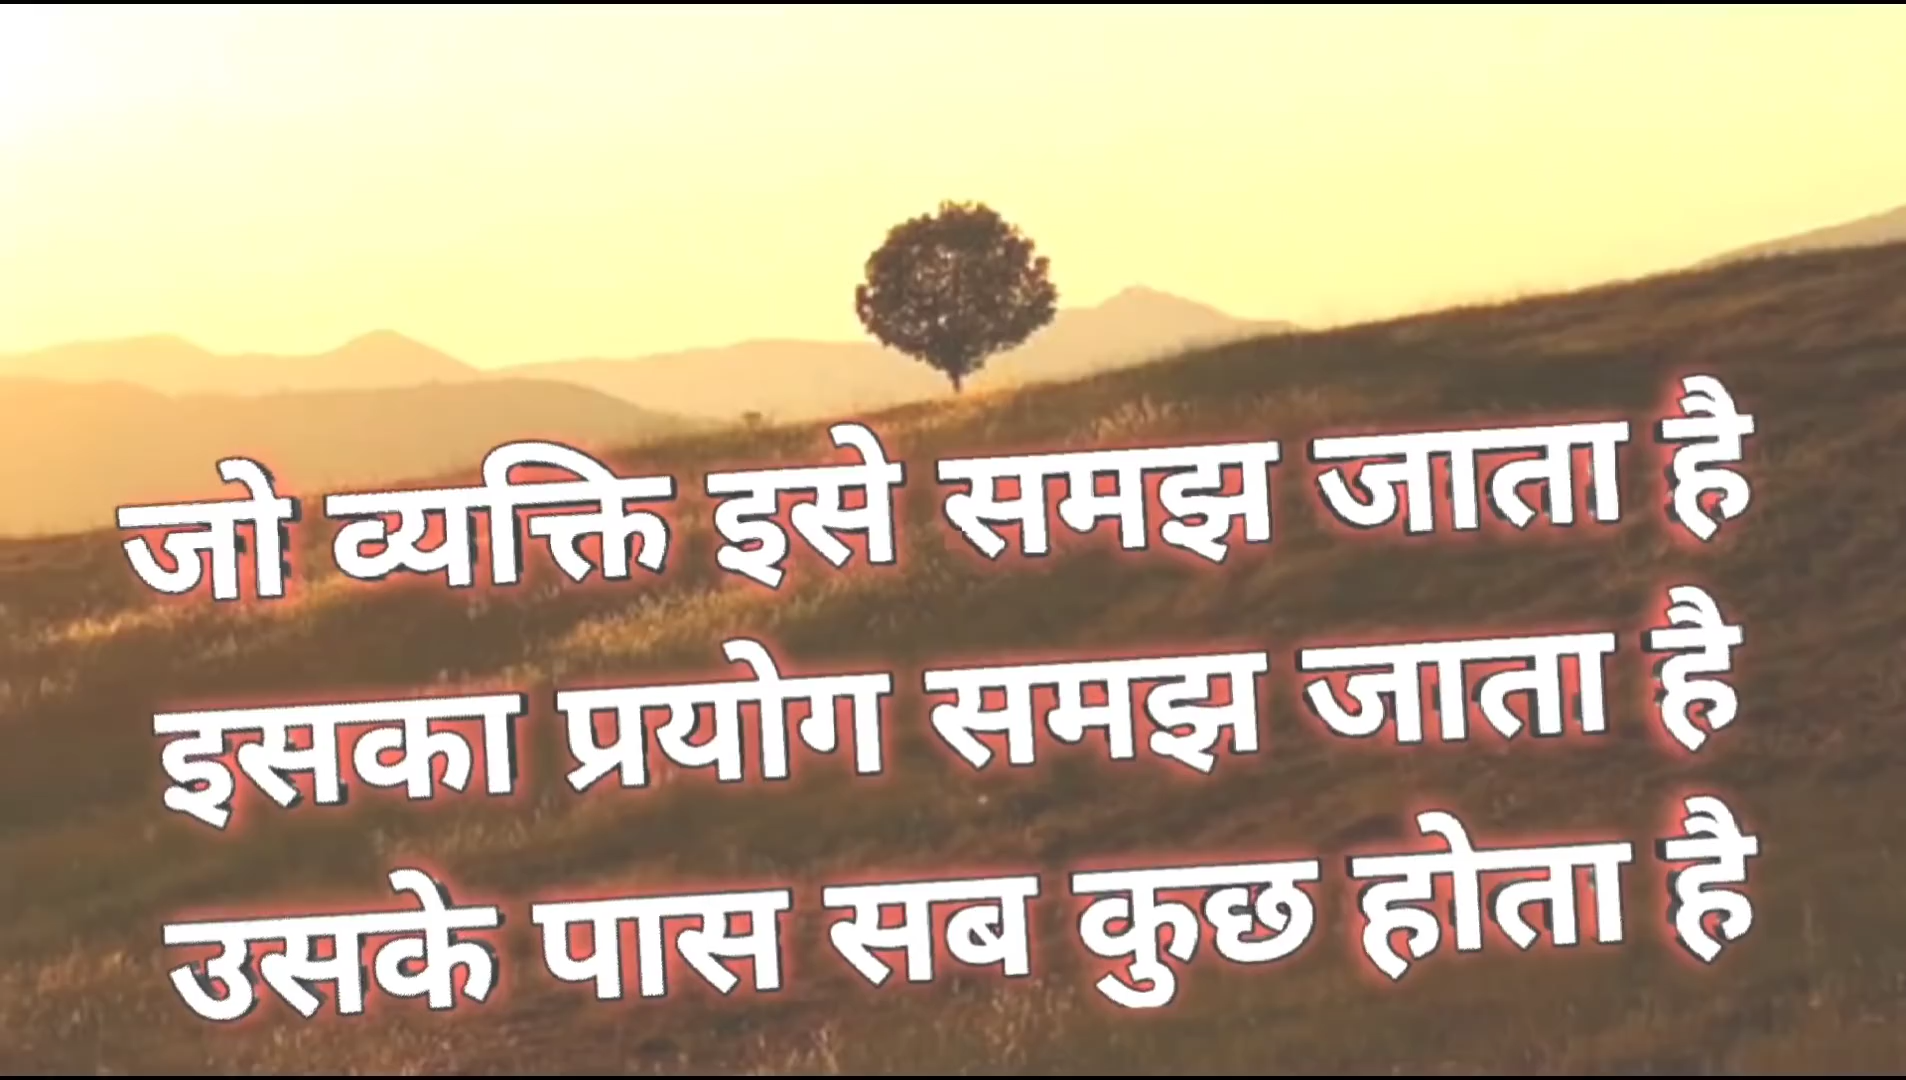 जो व्यक्ति इसे समझ जाता है
इसका प्रयोग समझ जाता है
उसके पास सब कुछ होता है